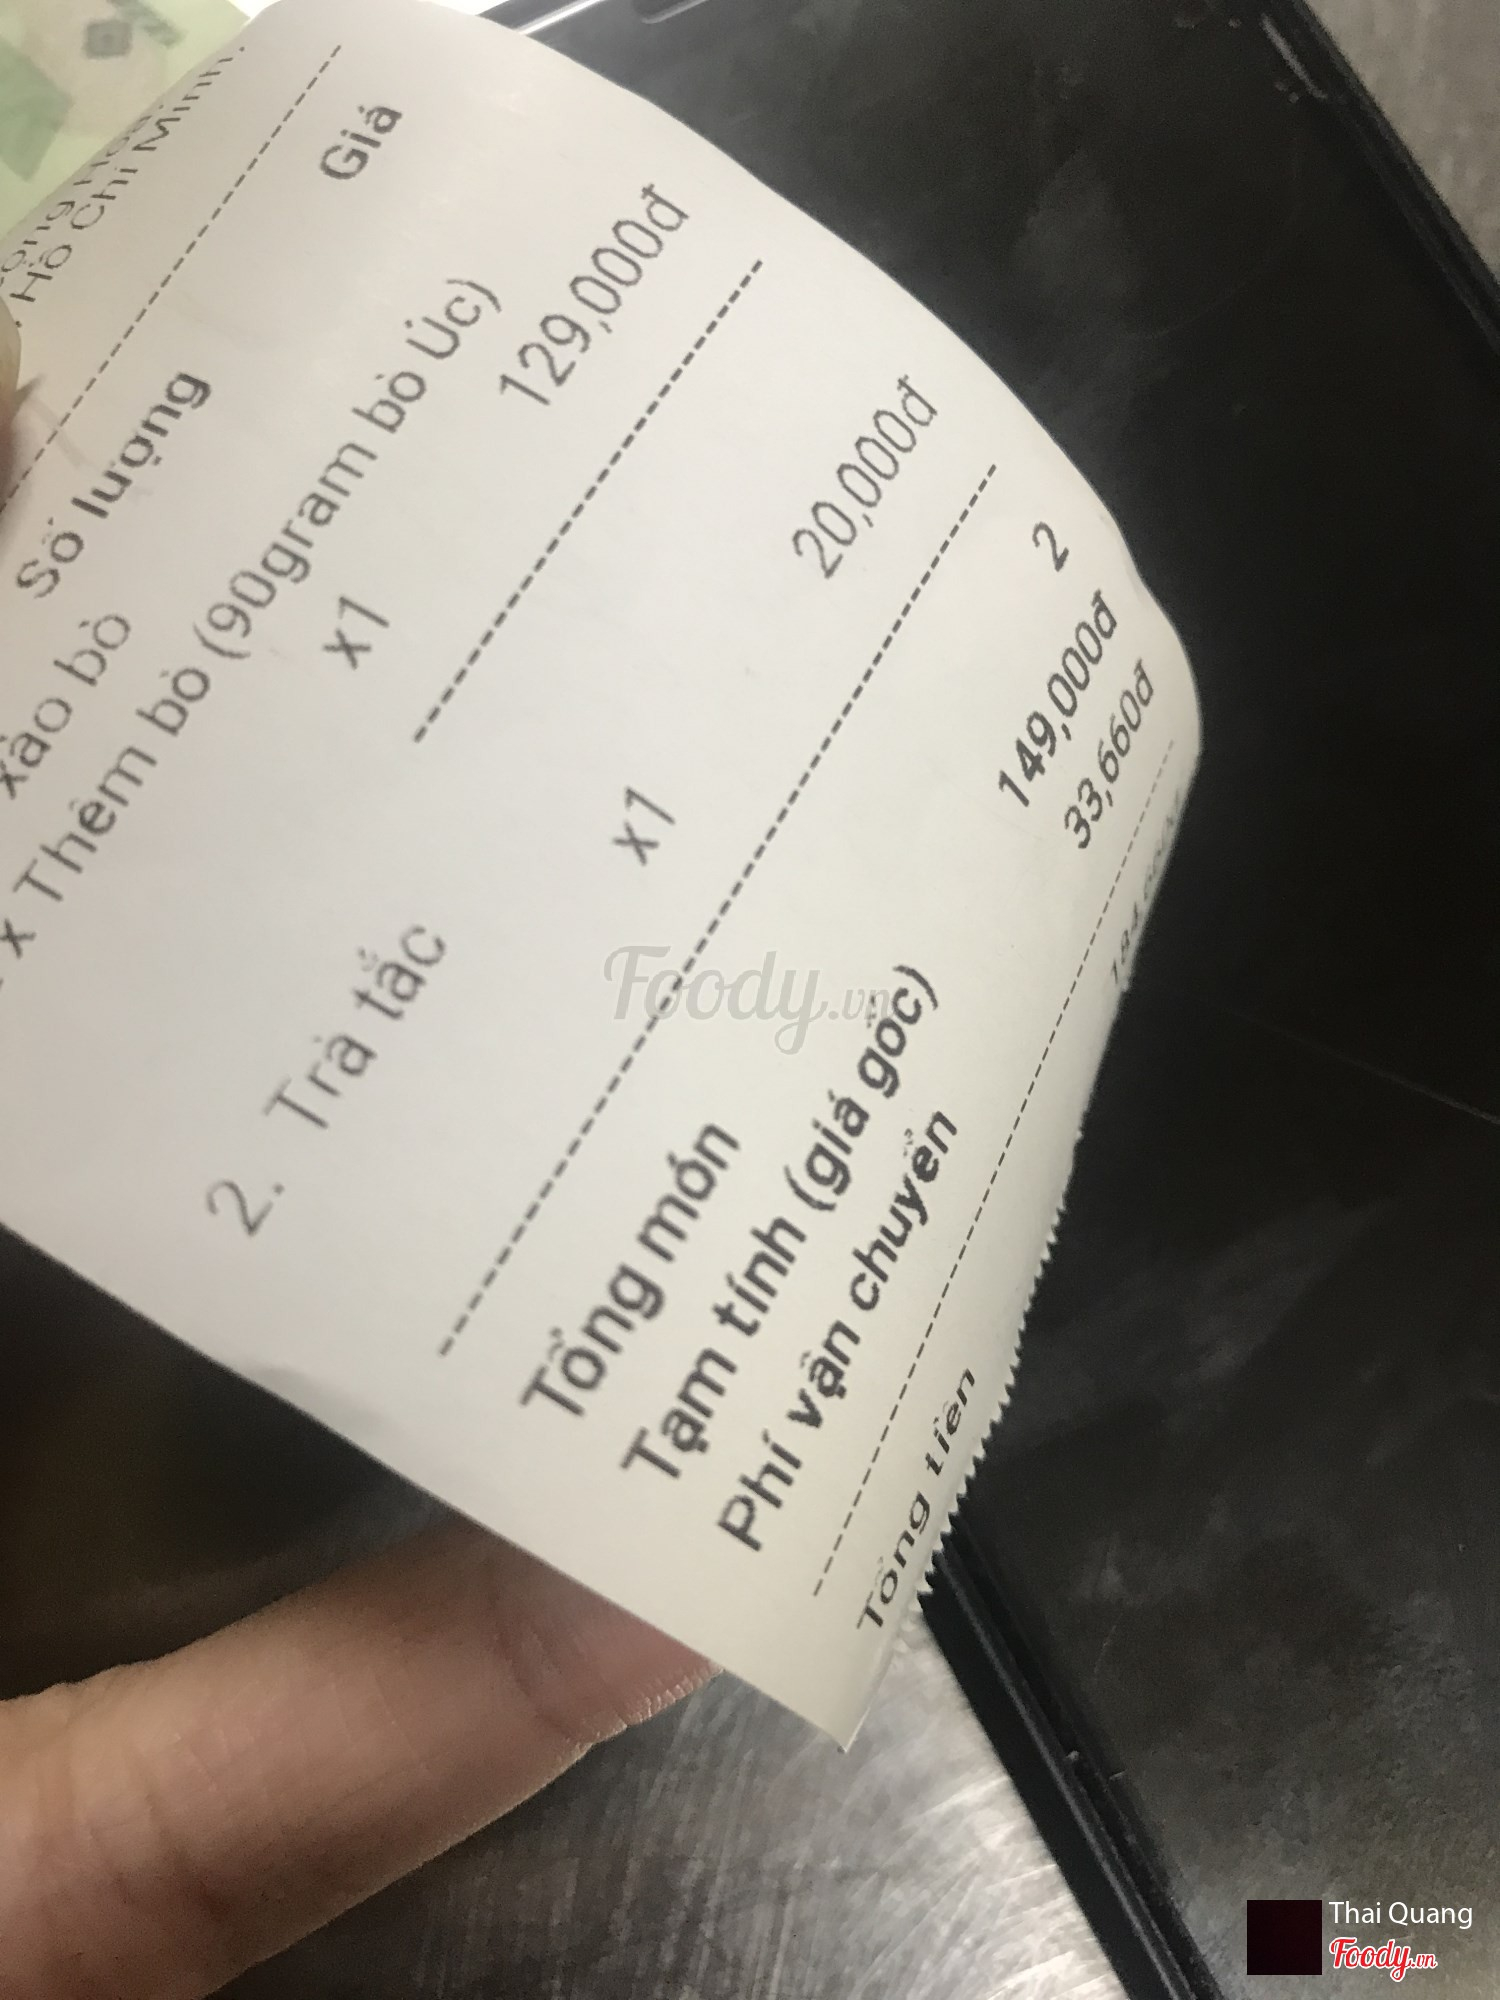 Hồ Chí Minh.
Số lượng Giá
xào bò
x Thêm bò (90gram bò Úc)
x1 129,000đ
2. Trà tắc
x1 20,000đ
Tổng món 2
Tạm tính (giá gốc) 149,000đ
Phí vận chuyển 33,660đ
Tổng tiền
Foody.vn
Thai Quang
Foody.vn